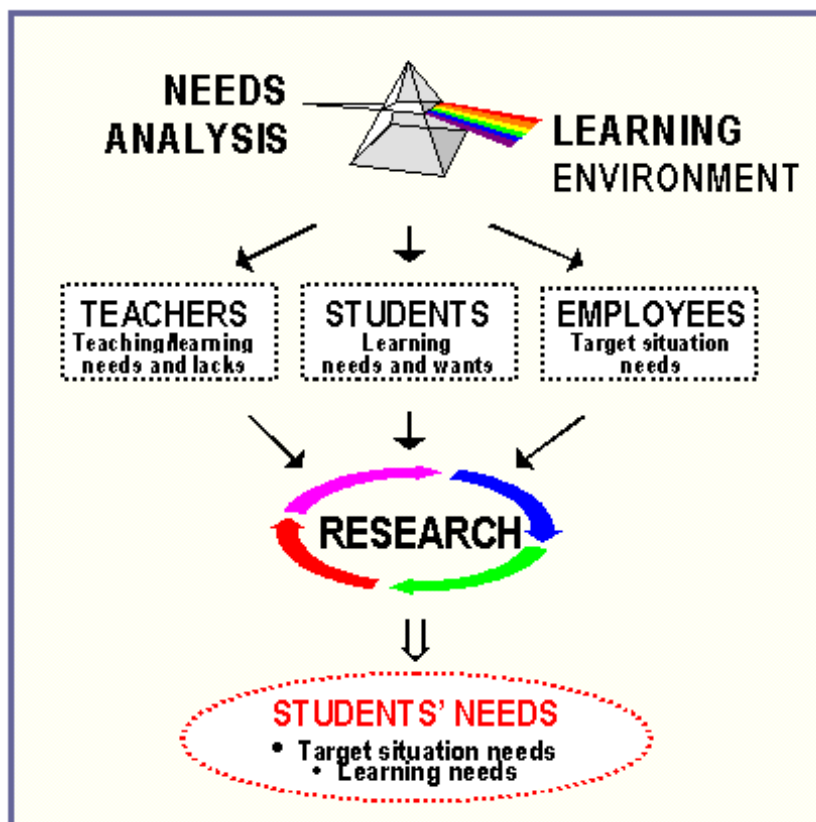 NEEDS
ANALYSIS
LEARNING
ENVIRONMENT
TEACHERS
Teaching/learning
needs and lacks
STUDENTS
Learning
needs and wants
EMPLOYEES
Target situation
needs
RESEARCH
STUDENTS' NEEDS
• Target situation needs
• Learning needs